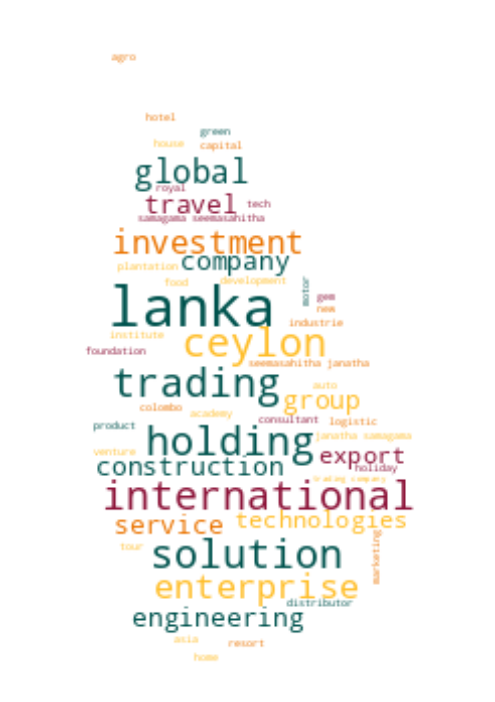 agro
hotel
green
house capital
global
royal
travel tech
samagama seemasahitha
investment
company
plantation
food development
motor
lanka
gem
new
industrie
institute
ceylon
foundation
seemasahitha janatha
trading
auto
group
colombo academy
consultant logistic
product
holding
janatha samagama
venture
export
construction
holiday
trading company
international
service technologies
marketing
tour
solution
enterprise
distributor
engineering
asia resort
home